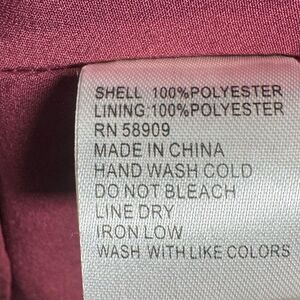 SHELL 100%POLYESTER
LINING:100%POLYESTER
RN 58909
MADE IN CHINA
HAND WASH COLD
DO NOT BLEACH
LINE DRY
IRON LOW
WASH WITH LIKE COLORS